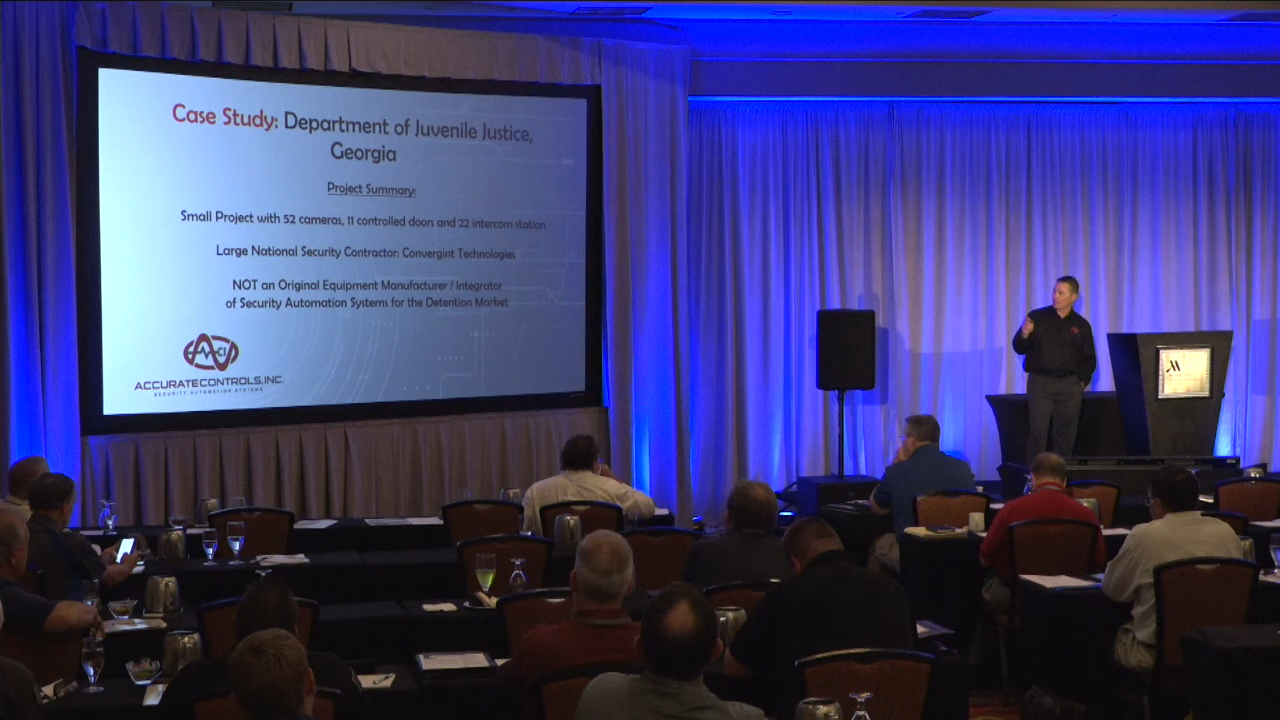 Case Study: Department of Juvenile Justice,
Georgia
Project Summary:
Small Project with 52 cameras, 11 controlled doors and 22 intercom station
Large National Security Contractor: Convergint Technologies
NOT an Original Equipment Manufacturer / Integrator
of Security Automation Systems for the Detention Market
ACI
ACCURATE CONTROLS, INC.
SECURITY AUTOMATION SYSTEMS